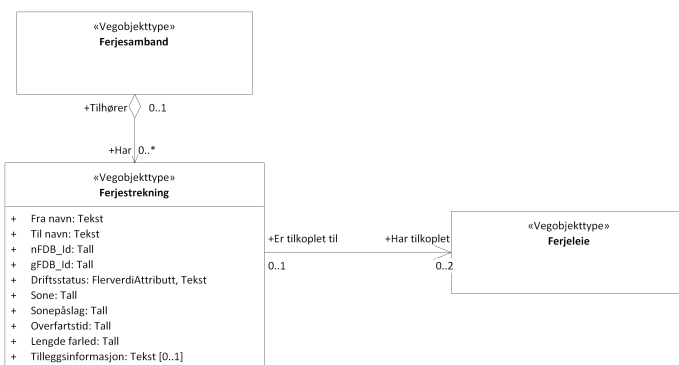 «Vegobjekttype»
Ferjesamband
+Tilhører 0..1
+Har 0..*
«Vegobjekttype»
Ferjestrekning
+ Fra navn: Tekst
+ Til navn: Tekst
+ nFDB_Id: Tall
+ gFDB_Id: Tall
+ Driftsstatus: FlerverdiAttributt, Tekst
+ Sone: Tall
+ Sonepåslag: Tall
+ Overfartstid: Tall
+ Lengde farled: Tall
+ Tilleggsinformasjon: Tekst [0..1]
+Er tilkoplet til +Har tilkoplet
0..1 0..2
«Vegobjekttype»
Ferjeleie